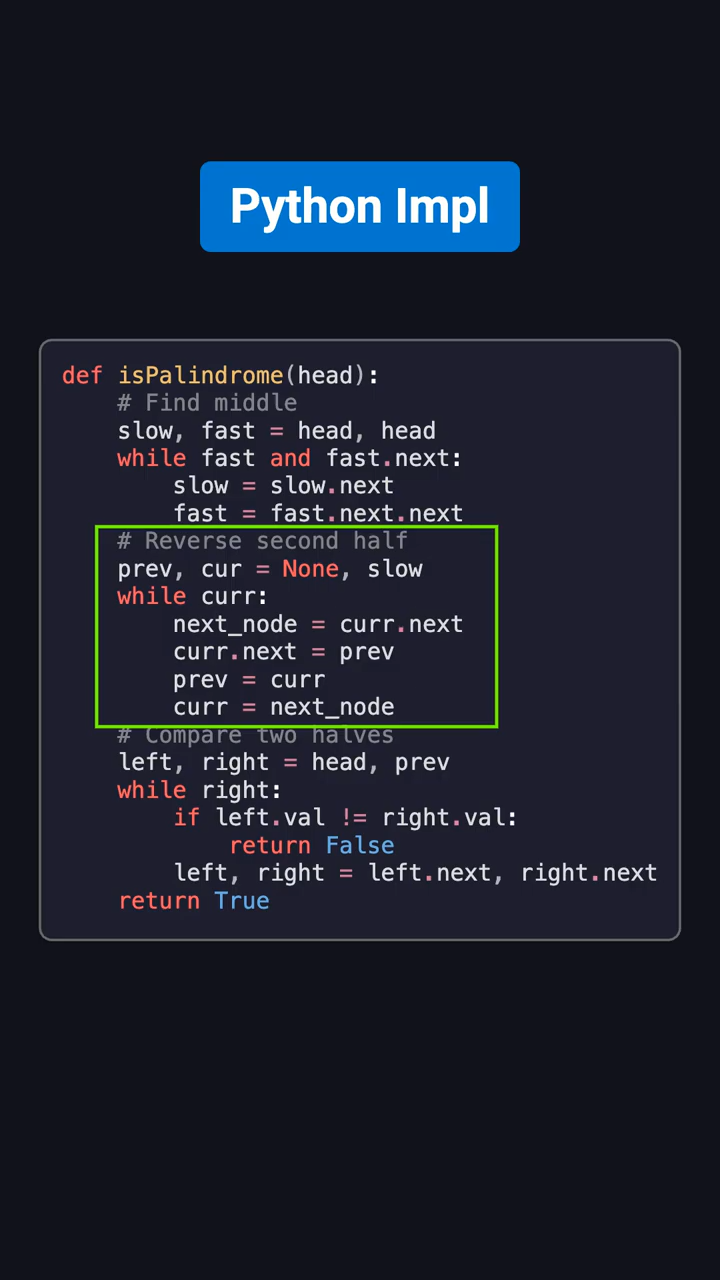 Python Impl
def isPalindrome(head):
    # Find middle
    slow, fast = head, head
    while fast and fast.next:
        slow = slow.next
        fast = fast.next.next
    # Reverse second half
    prev, cur = None, slow
    while curr:
        next_node = curr.next
        curr.next = prev
        prev = curr
        curr = next_node
    # Compare two halves
    left, right = head, prev
    while right:
        if left.val != right.val:
            return False
        left, right = left.next, right.next
    return True